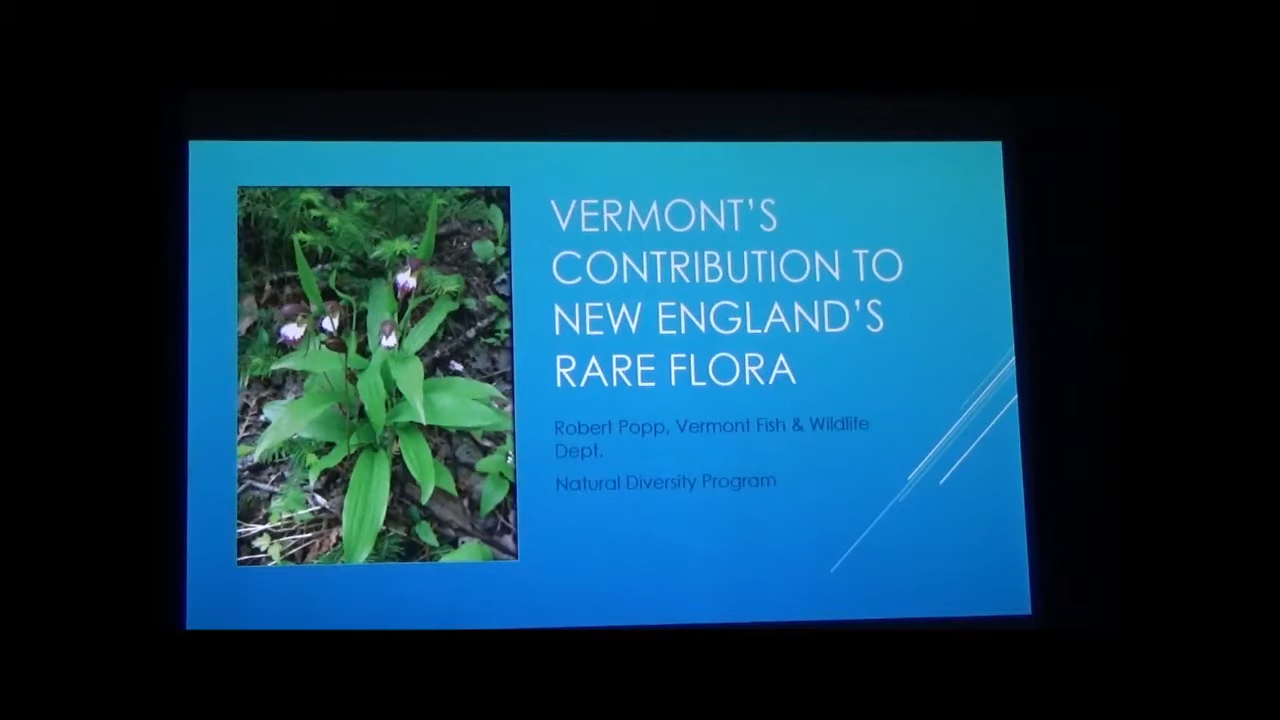 VERMONT'S
CONTRIBUTION TO
NEW ENGLAND'S
RARE FLORA
Robert Popp, Vermont Fish & Wildlife
Dept.
Natural Diversity Program